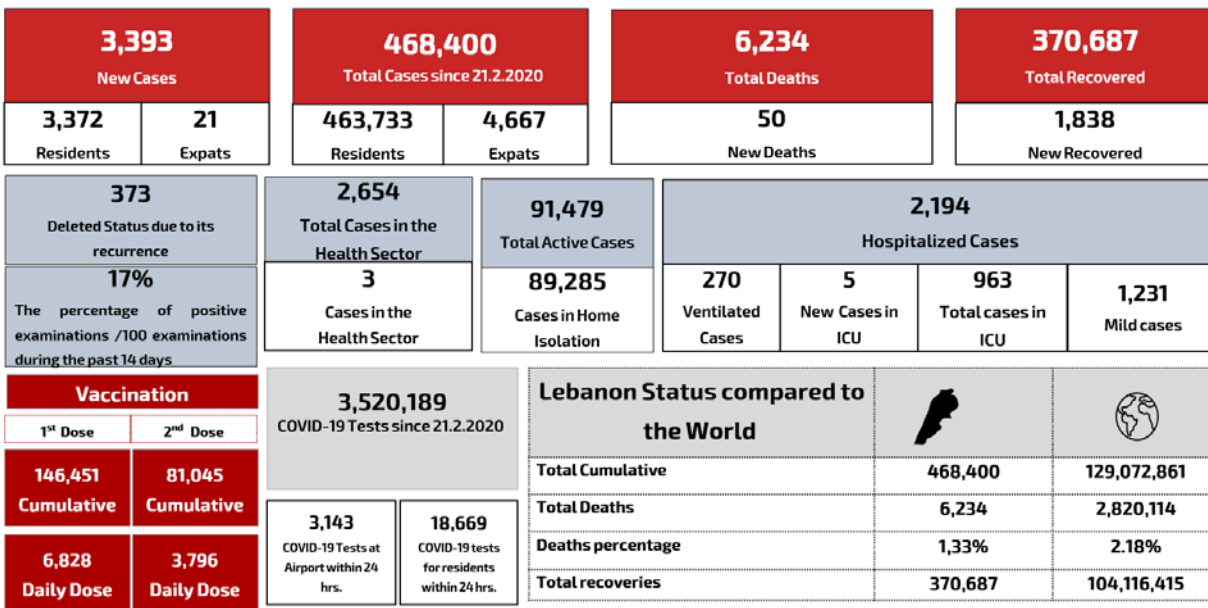 3,393
New Cases
3,372
Residents
21
Expats
468,400
Total Cases since 21.2.2020
463,733
Residents
4,667
Expats
6,234
Total Deaths
50
New Deaths
370,687
Total Recovered
1,838
New Recovered
373
Deleted Status due to its
recurrence
17%
The percentage of positive
examinations /100 examinations
during the past 14 days
2,654
Total Cases in the
Health Sector
3
Cases in the
Health Sector
91,479
Total Active Cases
89,285
Cases in Home
Isolation
2,194
Hospitalized Cases
270
Ventilated
Cases
5
New Cases in
ICU
963
Total cases in
ICU
1,231
Mild cases
Vaccination
1st Dose
2nd Dose
146,451
Cumulative
81,045
Cumulative
6,828
Daily Dose
3,796
Daily Dose
3,520,189
COVID-19 Tests since 21.2.2020
3,143
COVID-19 Tests at
Airport within 24
hrs.
18,669
COVID-19 tests
for residents
within 24 hrs.
Lebanon Status compared to
the World
Total Cumulative 468,400 129,072,861
Total Deaths 6,234 2,820,114
Deaths percentage 1,33% 2.18%
Total recoveries 370,687 104,116,415